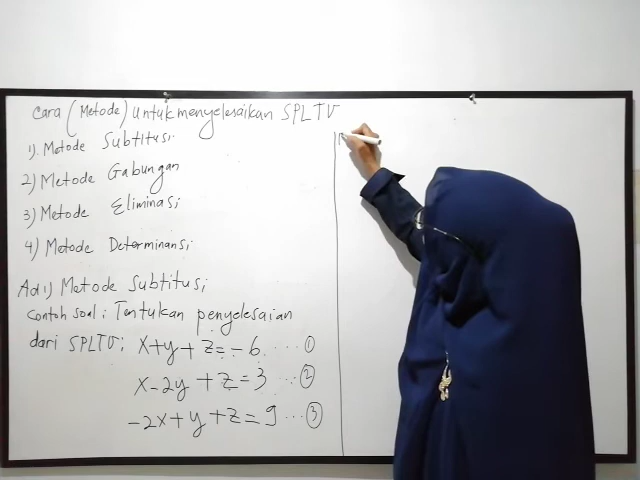 Cara (Metode) untuk menyelesaikan SPLTV
1). Metode Subtitusi
2) Metode Gabungan
3) Metode Eliminasi
4) Metode Determinansi
Ad 1) Metode Subtitusi
Contoh soal : Tentukan penyelesaian
dari SPLTV :
x+y+z=-6 .... ①
x-2y+z=3 ... ②
-2x+y+z=9 ... ③